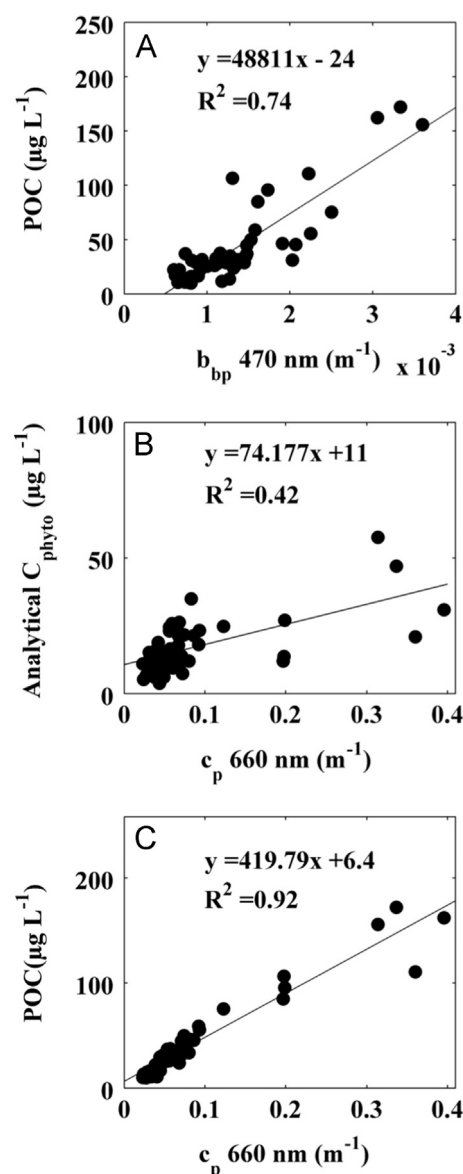 A
y =48811x - 24
R² =0.74
POC (µg L⁻¹)
250
200
150
100
50
0
0 1 2 3 4
b_bp 470 nm (m⁻¹) x 10⁻³
B
y =74.177x +11
R² =0.42
Analytical C_phyto (µg L⁻¹)
100
50
0
0 0.1 0.2 0.3 0.4
c_p 660 nm (m⁻¹)
C
y =419.79x +6.4
R² =0.92
POC(µg L⁻¹)
200
100
0
0 0.1 0.2 0.3 0.4
c_p 660 nm (m⁻¹)